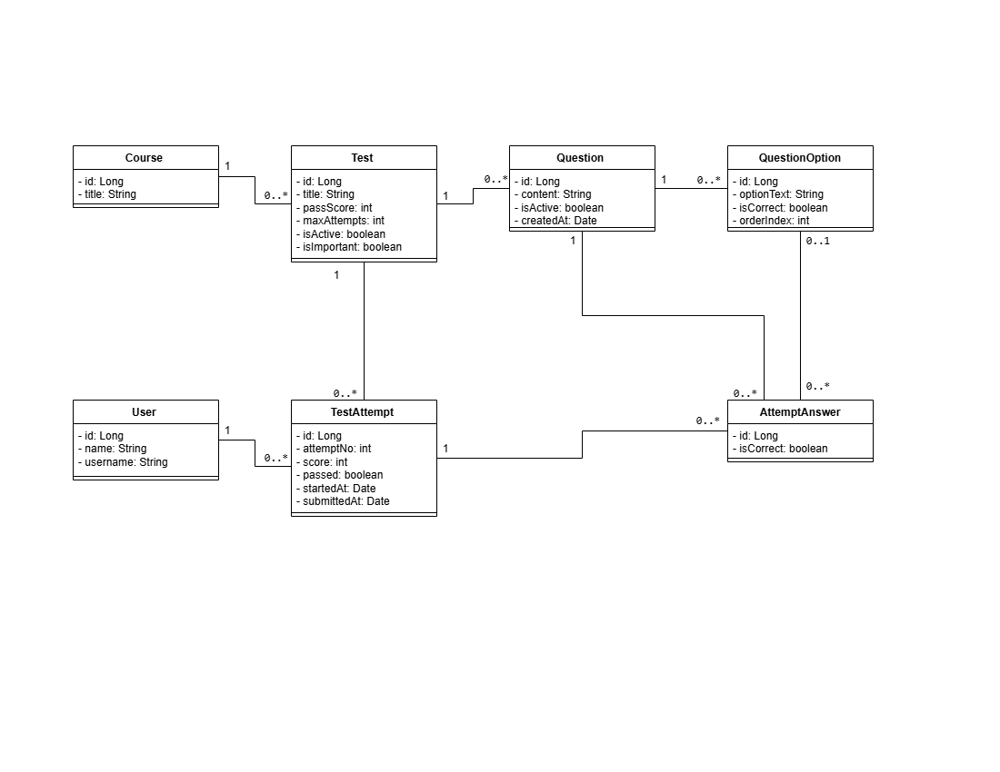 Course
- id: Long
- title: String
1
0..*
Test
- id: Long
- title: String
- passScore: int
- maxAttempts: int
- isActive: boolean
- isImportant: boolean
1
0..*
Question
- id: Long
- content: String
- isActive: boolean
- createdAt: Date
1
0..*
QuestionOption
- id: Long
- optionText: String
- isCorrect: boolean
- orderIndex: int
1
0..*
1
0..*
0..1
0..*
User
- id: Long
- name: String
- username: String
1
0..*
TestAttempt
- id: Long
- attemptNo: int
- score: int
- passed: boolean
- startedAt: Date
- submittedAt: Date
1
0..*
AttemptAnswer
- id: Long
- isCorrect: boolean